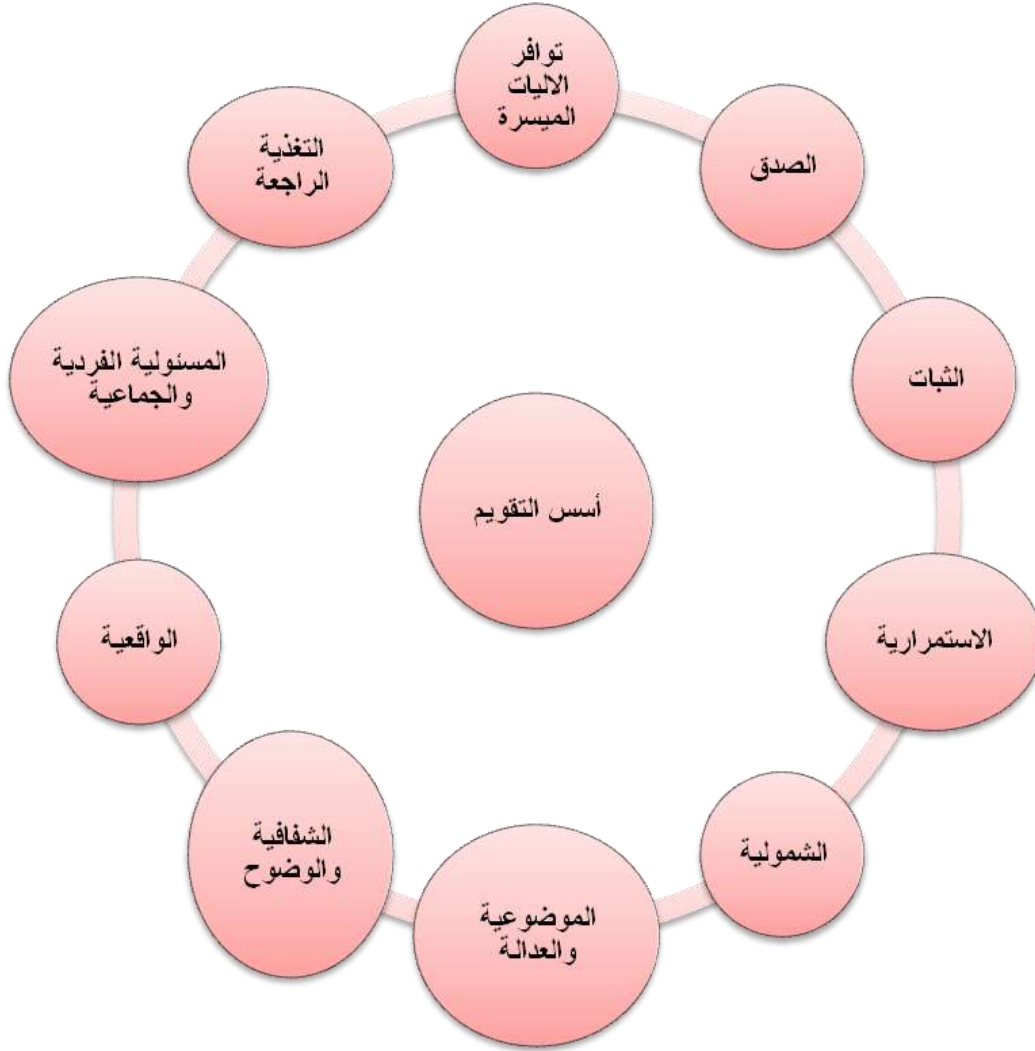 توافر
الاليات
الميسرة
الصدق
الثبات
الاستمرارية
الشمولية
الموضوعية
والعدالة
الشفافية
والوضوح
الواقعية
المسئولية الفردية
والجماعية
التغذية
الراجعة
أسس التقويم